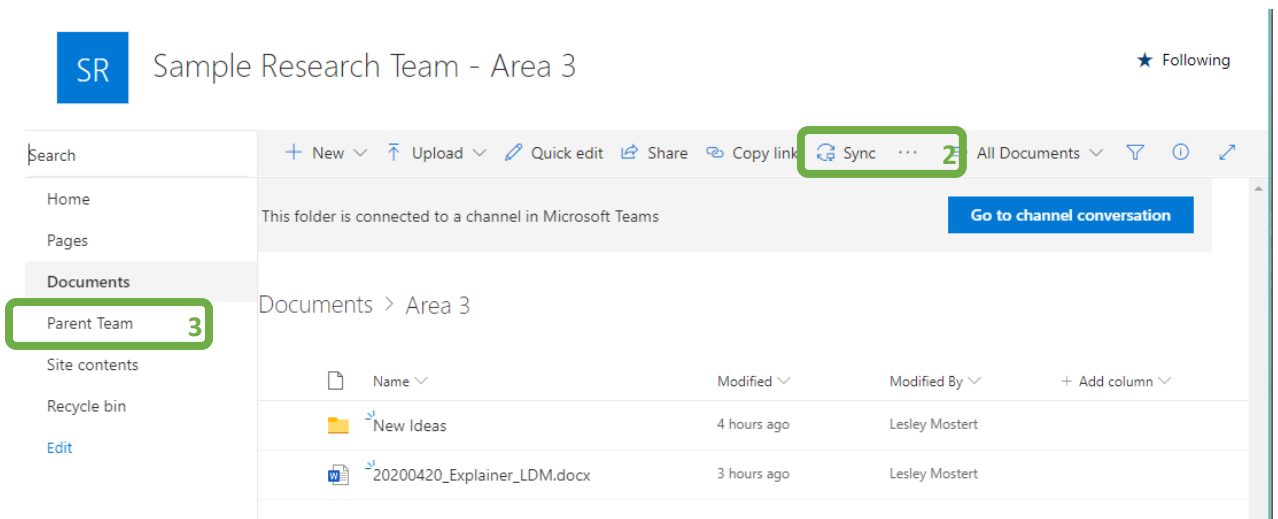 SR
Sample Research Team - Area 3
Following
Search
New
Upload
Quick edit
Share
Copy link
Sync
...
2
All Documents
Home
Pages
Documents
Parent Team
3
Site contents
Recycle bin
Edit
This folder is connected to a channel in Microsoft Teams
Go to channel conversation
Documents > Area 3
Name
Modified
Modified By
+ Add column
New Ideas
4 hours ago
Lesley Mostert
20200420_Explainer_LDM.docx
3 hours ago
Lesley Mostert